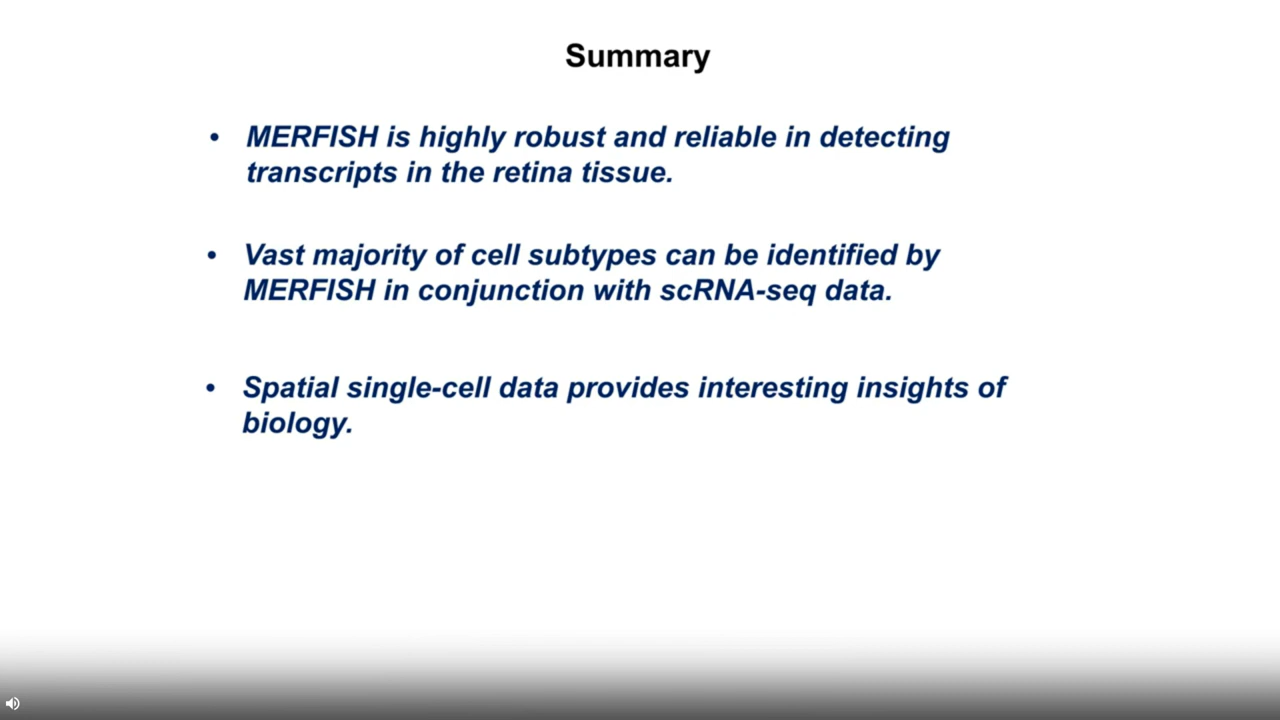 Summary
• MERFISH is highly robust and reliable in detecting
transcripts in the retina tissue.
• Vast majority of cell subtypes can be identified by
MERFISH in conjunction with scRNA-seq data.
• Spatial single-cell data provides interesting insights of
biology.